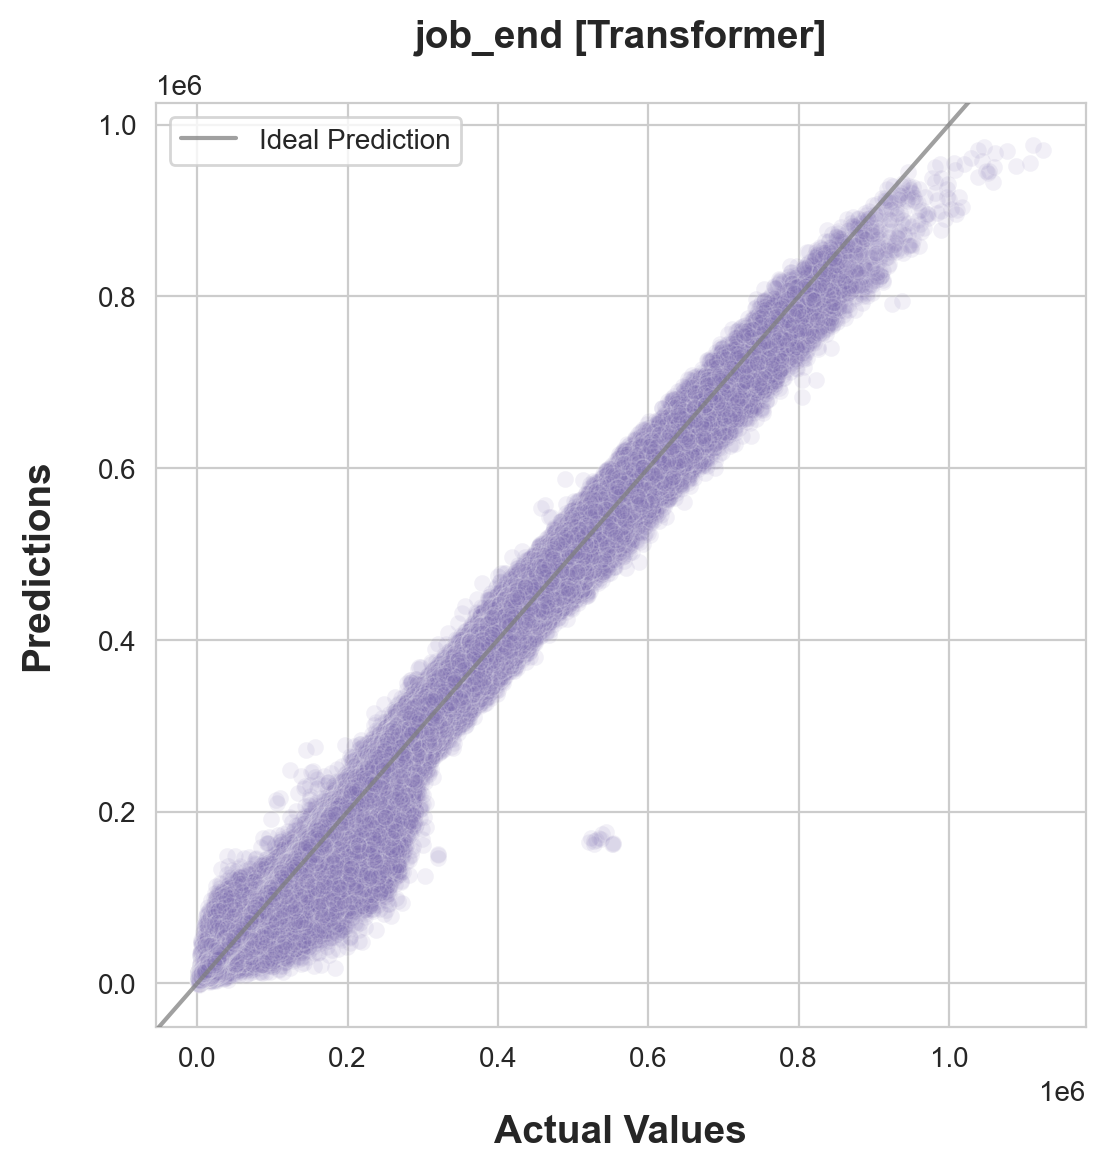 job_end [Transformer]
1e6
Ideal Prediction
1.0
0.8
0.6
0.4
0.2
0.0
Predictions
0.0 0.2 0.4 0.6 0.8 1.0
1e6
Actual Values